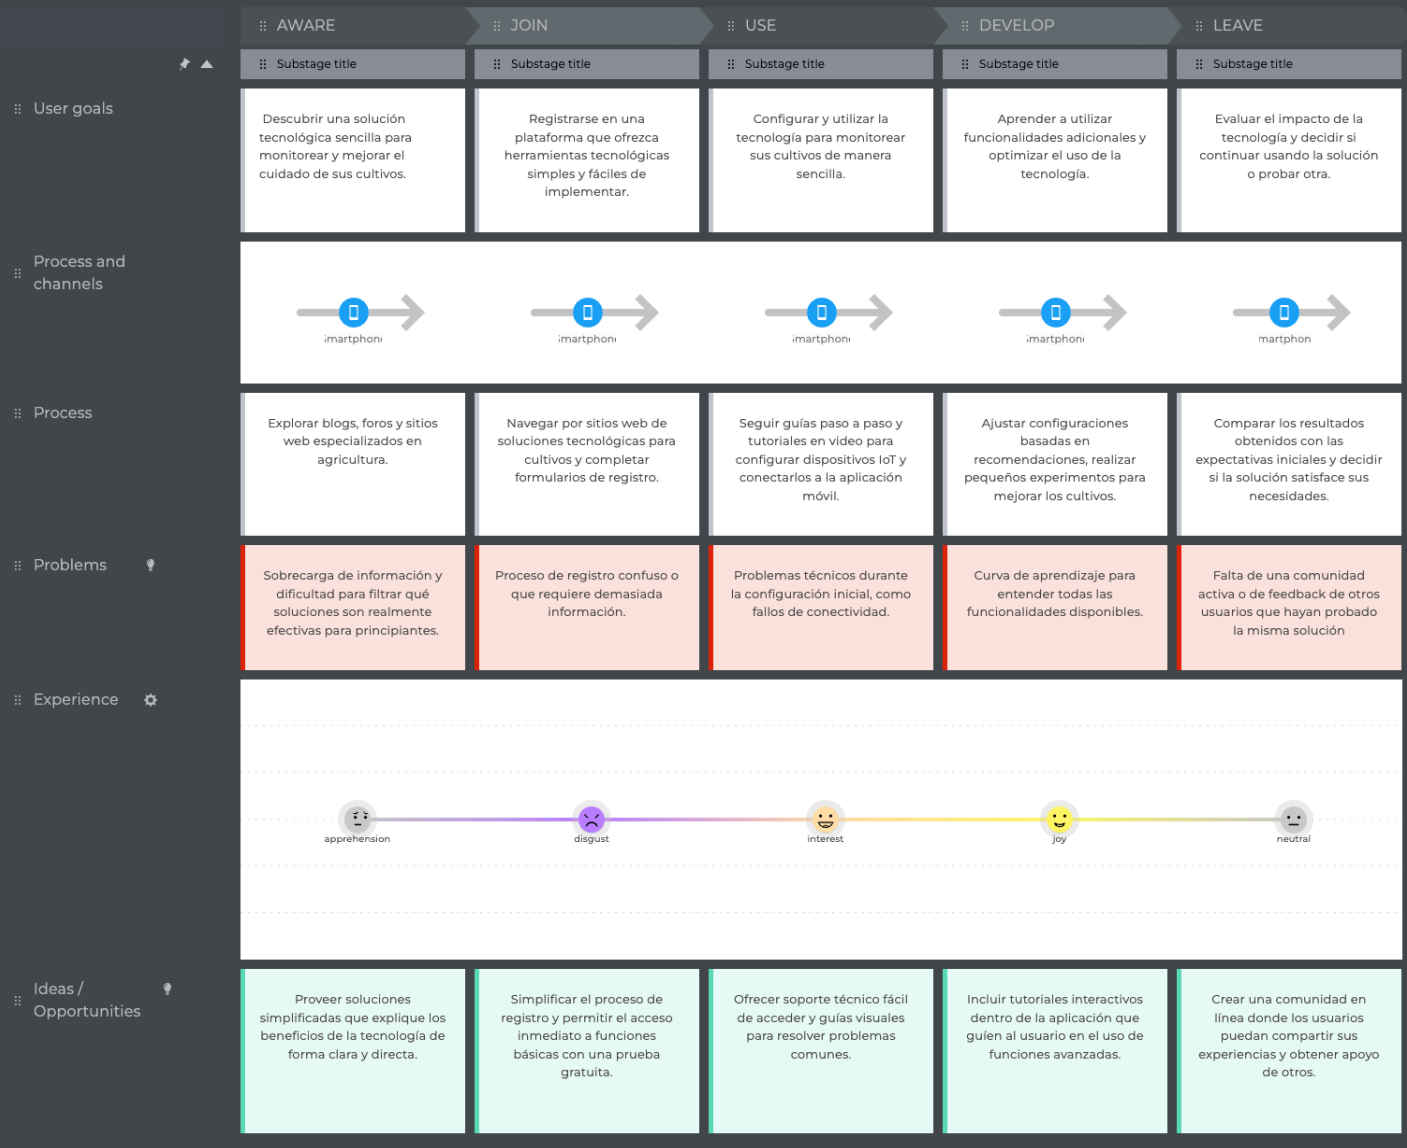 AWARE
JOIN
USE
DEVELOP
LEAVE
Substage title
Substage title
Substage title
Substage title
Substage title
User goals
Descubrir una solución
tecnológica sencilla para
monitorear y mejorar el
cuidado de sus cultivos.
Registrarse en una
plataforma que ofrezca
herramientas tecnológicas
simples y fáciles de
implementar.
Configurar y utilizar la
tecnología para monitorear
sus cultivos de manera
sencilla.
Aprender a utilizar
funcionalidades adicionales y
optimizar el uso de la
tecnología.
Evaluar el impacto de la
tecnología y decidir si
continuar usando la solución
o probar otra.
Process and
channels
martphon
martphon
martphon
martphon
martphon
Process
Explorar blogs, foros y sitios
web especializados en
agricultura.
Navegar por sitios web de
soluciones tecnológicas para
cultivos y completar
formularios de registro.
Seguir guías paso a paso y
tutoriales en video para
configurar dispositivos IoT y
conectarlos a la aplicación
móvil.
Ajustar configuraciones
basadas en
recomendaciones, realizar
pequeños experimentos para
mejorar los cultivos.
Comparar los resultados
obtenidos con las
expectativas iniciales y decidir
si la solución satisface sus
necesidades.
Problems
Sobrecarga de información y
dificultad para filtrar qué
soluciones son realmente
efectivas para principiantes.
Proceso de registro confuso o
que requiere demasiada
información.
Problemas técnicos durante
la configuración inicial, como
fallos de conectividad.
Curva de aprendizaje para
entender todas las
funcionalidades disponibles.
Falta de una comunidad
activa o de feedback de otros
usuarios que hayan probado
la misma solución
Experience
apprehension
disgust
interest
joy
neutral
Ideas /
Opportunities
Proveer soluciones
simplificadas que explique los
beneficios de la tecnología de
forma clara y directa.
Simplificar el proceso de
registro y permitir el acceso
inmediato a funciones
básicas con una prueba
gratuita.
Ofrecer soporte técnico fácil
de acceder y guías visuales
para resolver problemas
comunes.
Incluir tutoriales interactivos
dentro de la aplicación que
guíen al usuario en el uso de
funciones avanzadas.
Crear una comunidad en
línea donde los usuarios
puedan compartir sus
experiencias y obtener apoyo
de otros.